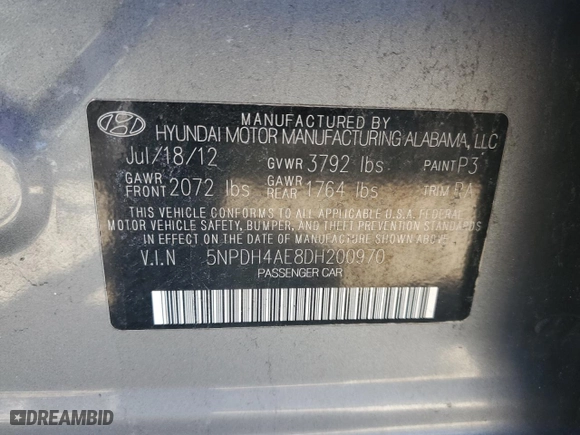 MANUFACTURED BY
HYUNDAI MOTOR MANUFACTURING ALABAMA, LLC
Jul/18/12 GVWR 3792 lbs PAINT P3
GAWR FRONT 2072 lbs GAWR REAR 1764 lbs TRIM RA
THIS VEHICLE CONFORMS TO ALL APPLICABLE U.S.A. FEDERAL
MOTOR VEHICLE SAFETY, BUMPER, AND THEFT PREVENTION STANDARDS
IN EFFECT ON THE DATE OF MANUFACTURE SHOWN ABOVE.
V.I.N 5NPDH4AE8DH200970
PASSENGER CAR
DREAMBID